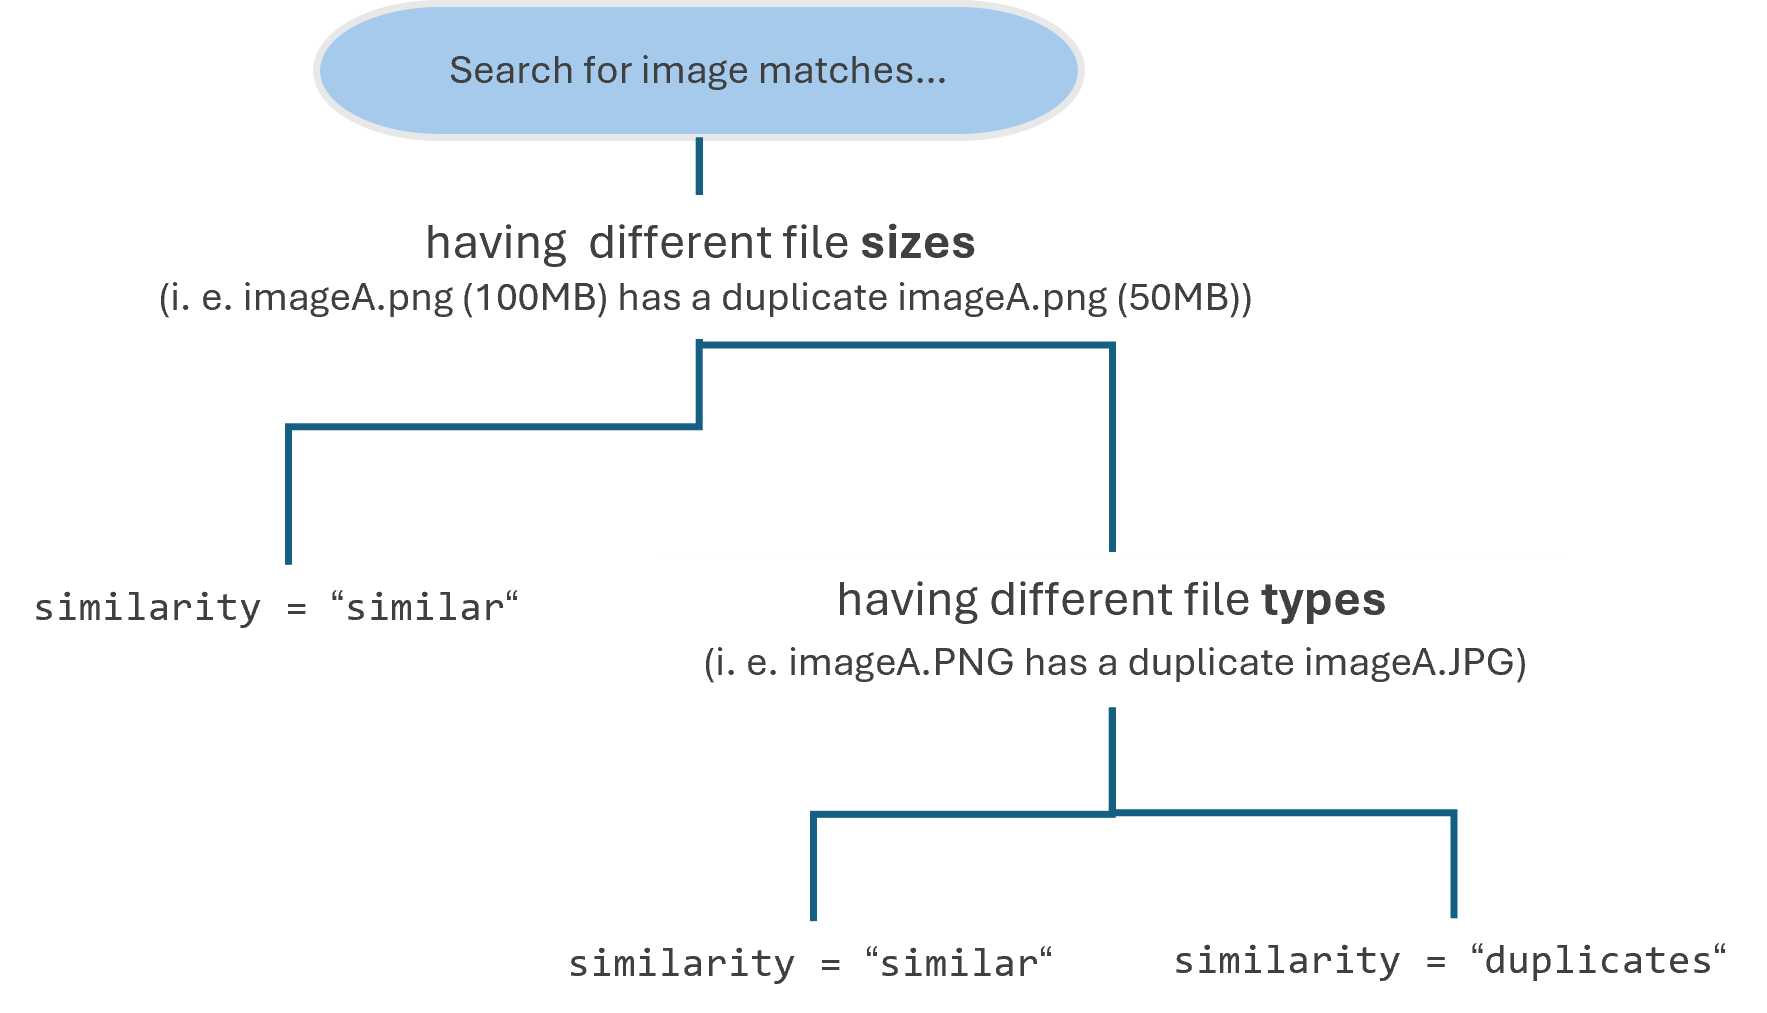 Search for image matches...
having  different file sizes
(i. e. imageA.png (100MB) has a duplicate imageA.png (50MB))
similarity = “similar“
having different file types
(i. e. imageA.PNG has a duplicate imageA.JPG)
similarity = “similar“
similarity = “duplicates“